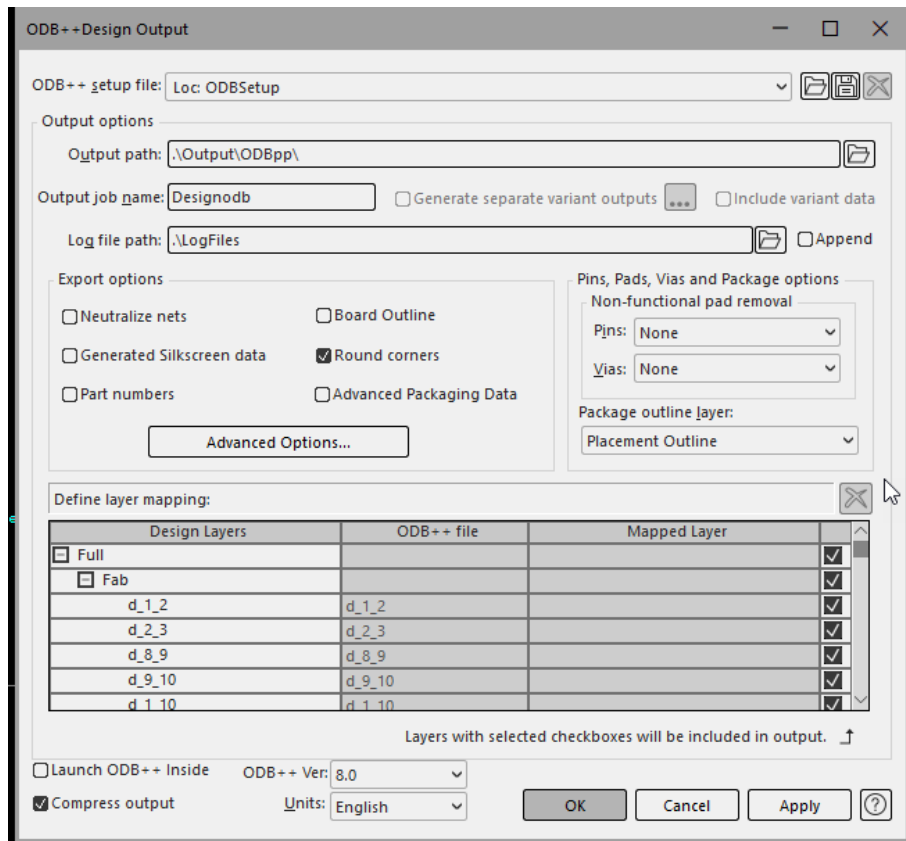 ODB++Design Output
ODB++ setup file: Loc: ODBSetup
Output options
Output path: .\Output\ODBpp\
Output job name: Designodb Generate separate variant outputs ... Include variant data
Log file path: .\LogFiles Append
Export options
Neutralize nets Board Outline
Generated Silkscreen data Round corners
Part numbers Advanced Packaging Data
Advanced Options...
Pins, Pads, Vias and Package options
Non-functional pad removal
Pins: None
Vias: None
Package outline layer:
Placement Outline
Define layer mapping:
Design Layers ODB++ file Mapped Layer
Full
Fab
d_1_2 d_1_2
d_2_3 d_2_3
d_8_9 d_8_9
d_9_10 d_9_10
d_1_10 d_1_10
Layers with selected checkboxes will be included in output.
Launch ODB++ Inside ODB++ Ver: 8.0
Compress output Units: English OK Cancel Apply ?